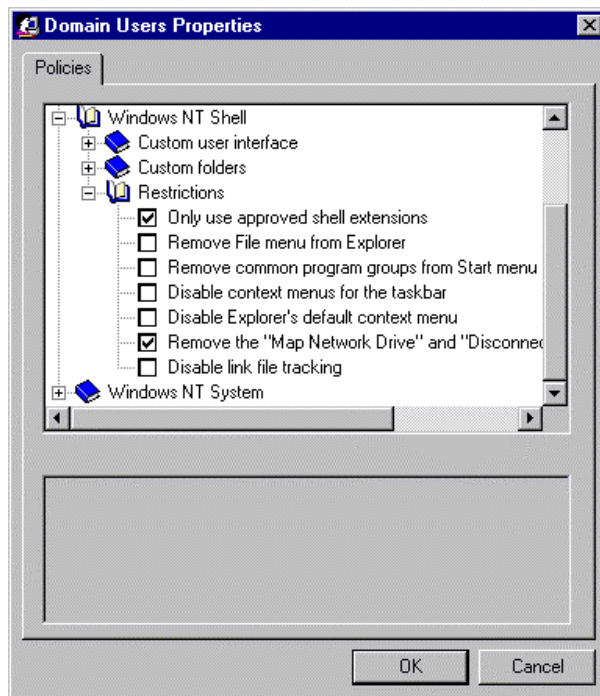 Domain Users Properties
Policies
Windows NT Shell
Custom user interface
Custom folders
Restrictions
Only use approved shell extensions
Remove File menu from Explorer
Remove common program groups from Start menu
Disable context menus for the taskbar
Disable Explorer's default context menu
Remove the "Map Network Drive" and "Disconnec
Disable link file tracking
Windows NT System
OK Cancel